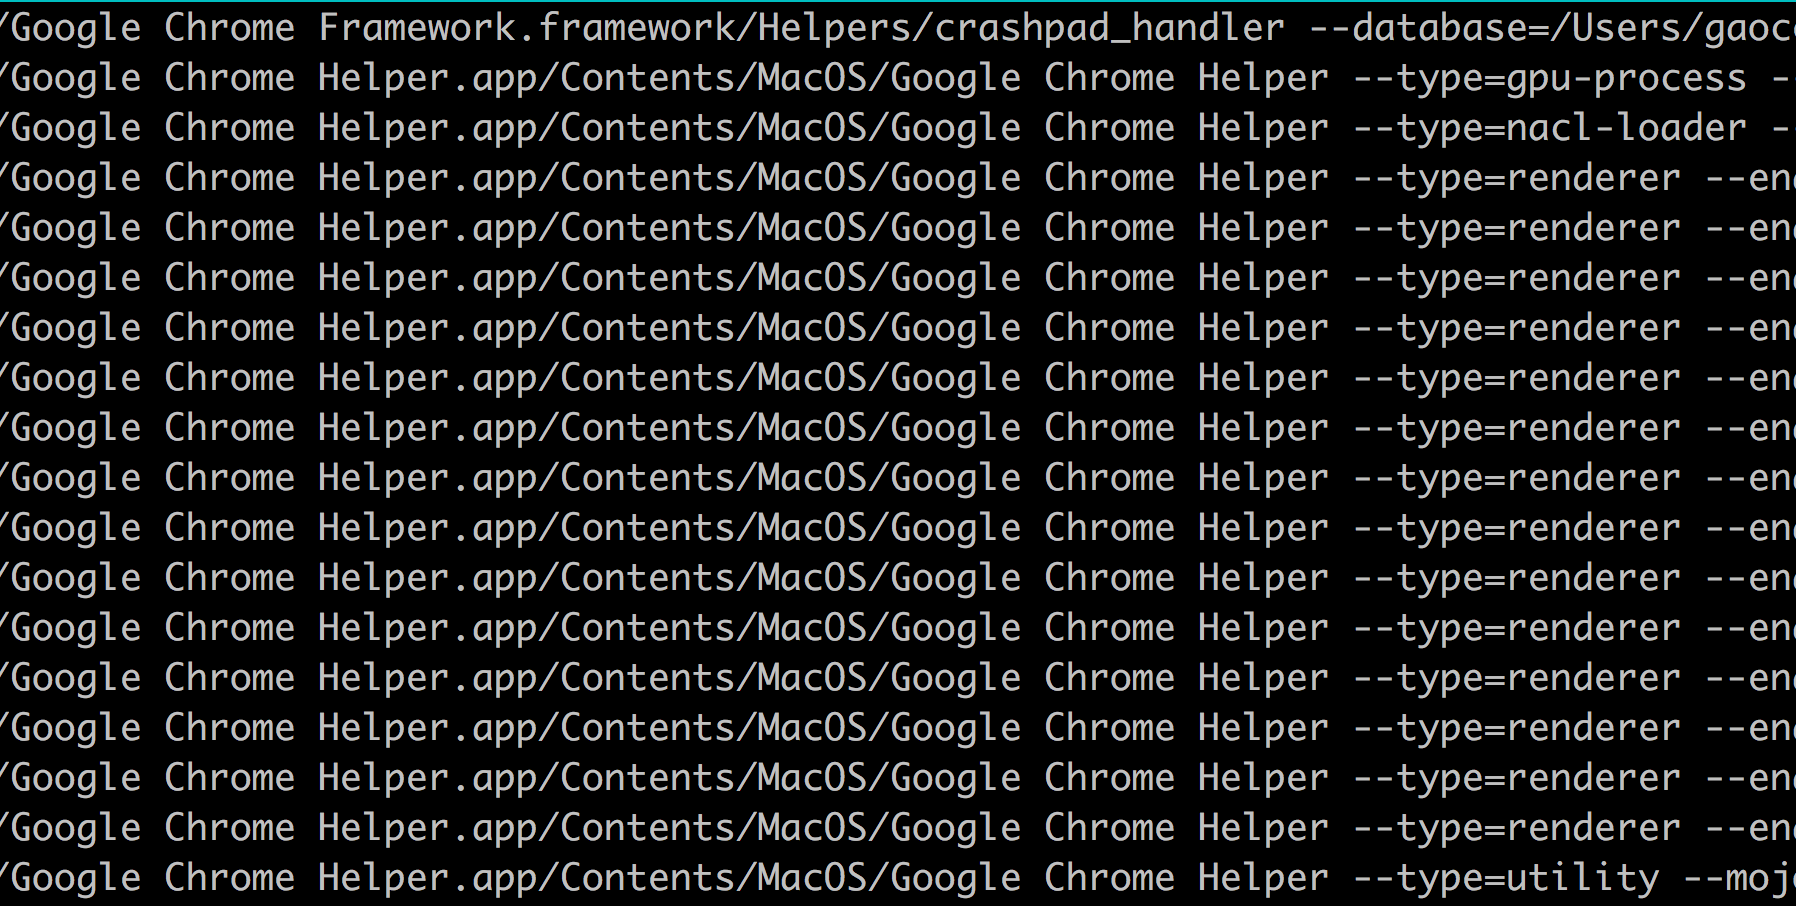 /Google Chrome Framework.framework/Helpers/crashpad_handler --database=/Users/gaoc
/Google Chrome Helper.app/Contents/MacOS/Google Chrome Helper --type=gpu-process -
/Google Chrome Helper.app/Contents/MacOS/Google Chrome Helper --type=nacl-loader -
/Google Chrome Helper.app/Contents/MacOS/Google Chrome Helper --type=renderer --en
/Google Chrome Helper.app/Contents/MacOS/Google Chrome Helper --type=renderer --en
/Google Chrome Helper.app/Contents/MacOS/Google Chrome Helper --type=renderer --en
/Google Chrome Helper.app/Contents/MacOS/Google Chrome Helper --type=renderer --en
/Google Chrome Helper.app/Contents/MacOS/Google Chrome Helper --type=renderer --en
/Google Chrome Helper.app/Contents/MacOS/Google Chrome Helper --type=renderer --en
/Google Chrome Helper.app/Contents/MacOS/Google Chrome Helper --type=renderer --en
/Google Chrome Helper.app/Contents/MacOS/Google Chrome Helper --type=renderer --en
/Google Chrome Helper.app/Contents/MacOS/Google Chrome Helper --type=renderer --en
/Google Chrome Helper.app/Contents/MacOS/Google Chrome Helper --type=renderer --en
/Google Chrome Helper.app/Contents/MacOS/Google Chrome Helper --type=renderer --en
/Google Chrome Helper.app/Contents/MacOS/Google Chrome Helper --type=renderer --en
/Google Chrome Helper.app/Contents/MacOS/Google Chrome Helper --type=renderer --en
/Google Chrome Helper.app/Contents/MacOS/Google Chrome Helper --type=renderer --en
/Google Chrome Helper.app/Contents/MacOS/Google Chrome Helper --type=utility --moj